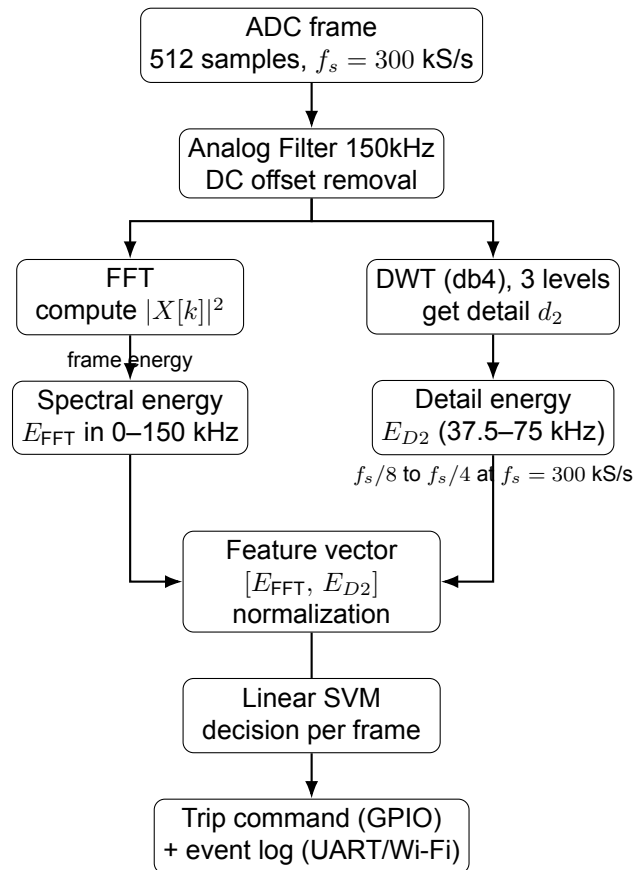 ADC frame
512 samples, f_s = 300 kS/s
Analog Filter 150kHz
DC offset removal
FFT
compute |X[k]|^2
DWT (db4), 3 levels
get detail d_2
frame energy
Spectral energy
E_FFT in 0–150 kHz
Detail energy
E_D2 (37.5–75 kHz)
f_s/8 to f_s/4 at f_s = 300 kS/s
Feature vector
[E_FFT, E_D2]
normalization
Linear SVM
decision per frame
Trip command (GPIO)
+ event log (UART/Wi-Fi)